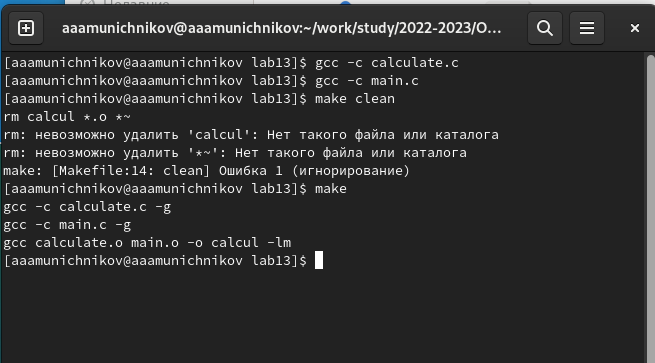 aaamunichnikov@aaamunichnikov:~/work/study/2022-2023/О...
[aaamunichnikov@aaamunichnikov lab13]$ gcc -c calculate.c
[aaamunichnikov@aaamunichnikov lab13]$ gcc -c main.c
[aaamunichnikov@aaamunichnikov lab13]$ make clean
rm calcul *.o *~
rm: невозможно удалить 'calcul': Нет такого файла или каталога
rm: невозможно удалить '*~': Нет такого файла или каталога
make: [Makefile:14: clean] Ошибка 1 (игнорирование)
[aaamunichnikov@aaamunichnikov lab13]$ make
gcc -c calculate.c -g
gcc -c main.c -g
gcc calculate.o main.o -o calcul -lm
[aaamunichnikov@aaamunichnikov lab13]$